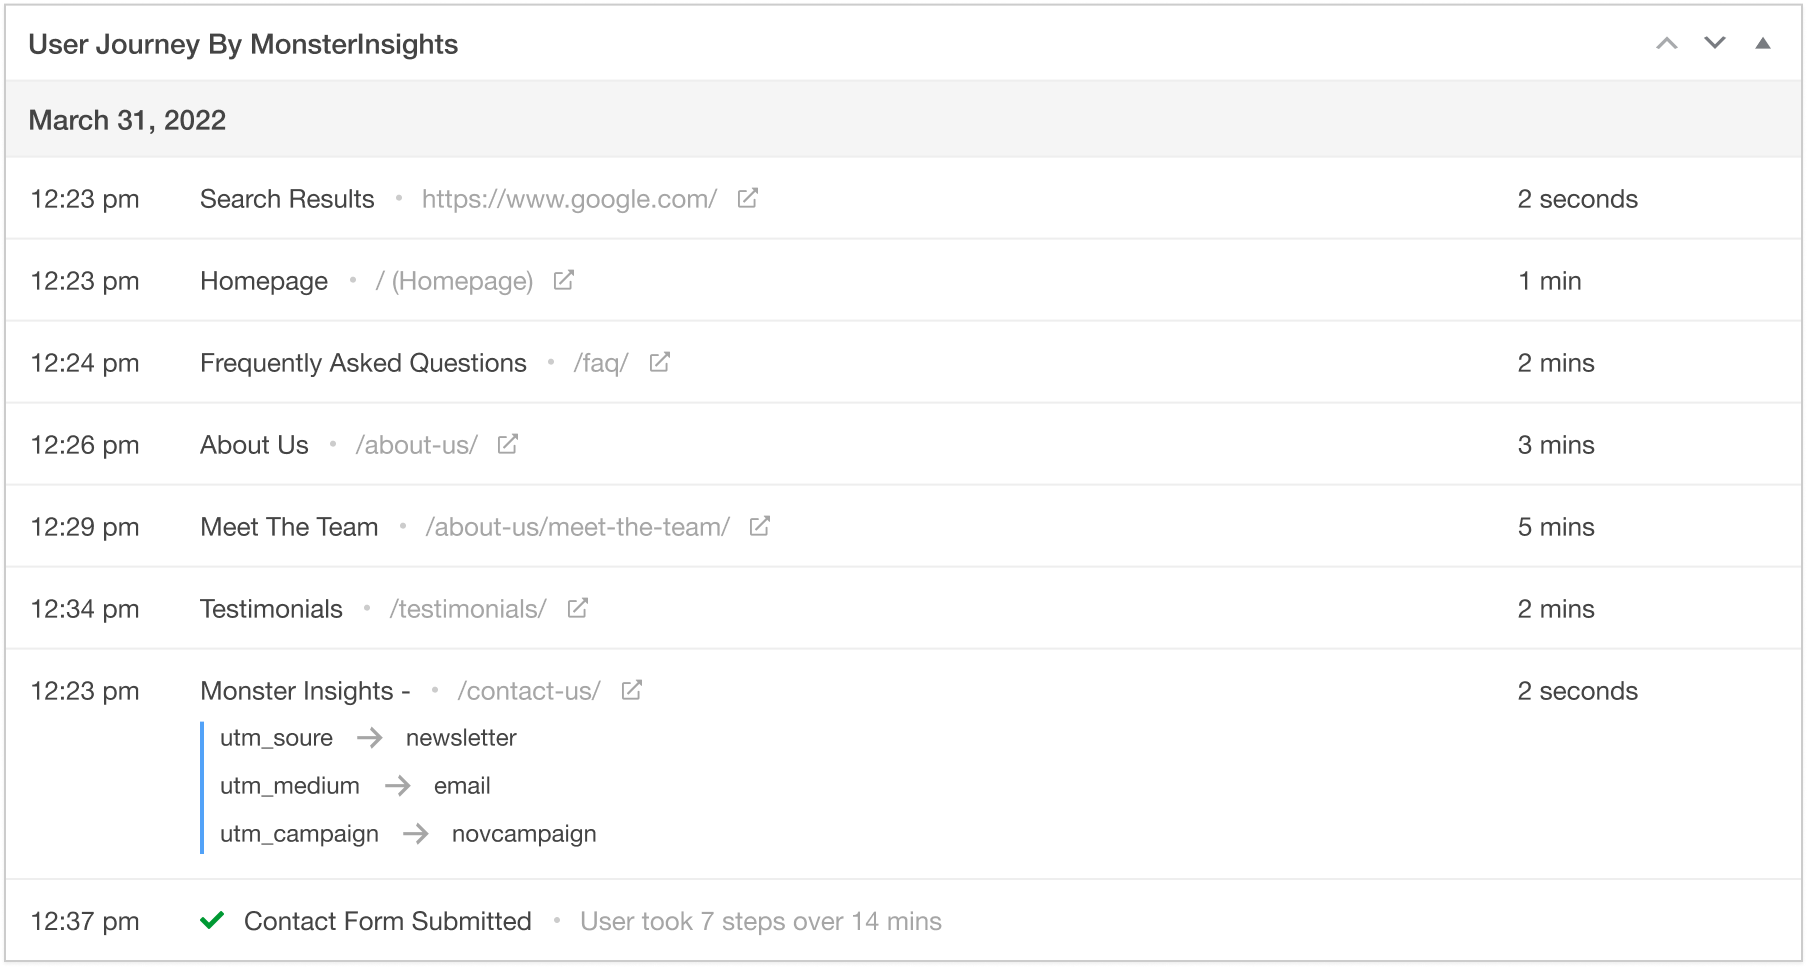 User Journey By MonsterInsights
March 31, 2022
12:23 pm Search Results • https://www.google.com/ 2 seconds
12:23 pm Homepage • / (Homepage) 1 min
12:24 pm Frequently Asked Questions • /faq/ 2 mins
12:26 pm About Us • /about-us/ 3 mins
12:29 pm Meet The Team • /about-us/meet-the-team/ 5 mins
12:34 pm Testimonials • /testimonials/ 2 mins
12:23 pm Monster Insights - • /contact-us/ 2 seconds
utm_soure → newsletter
utm_medium → email
utm_campaign → novcampaign
12:37 pm ✓ Contact Form Submitted • User took 7 steps over 14 mins